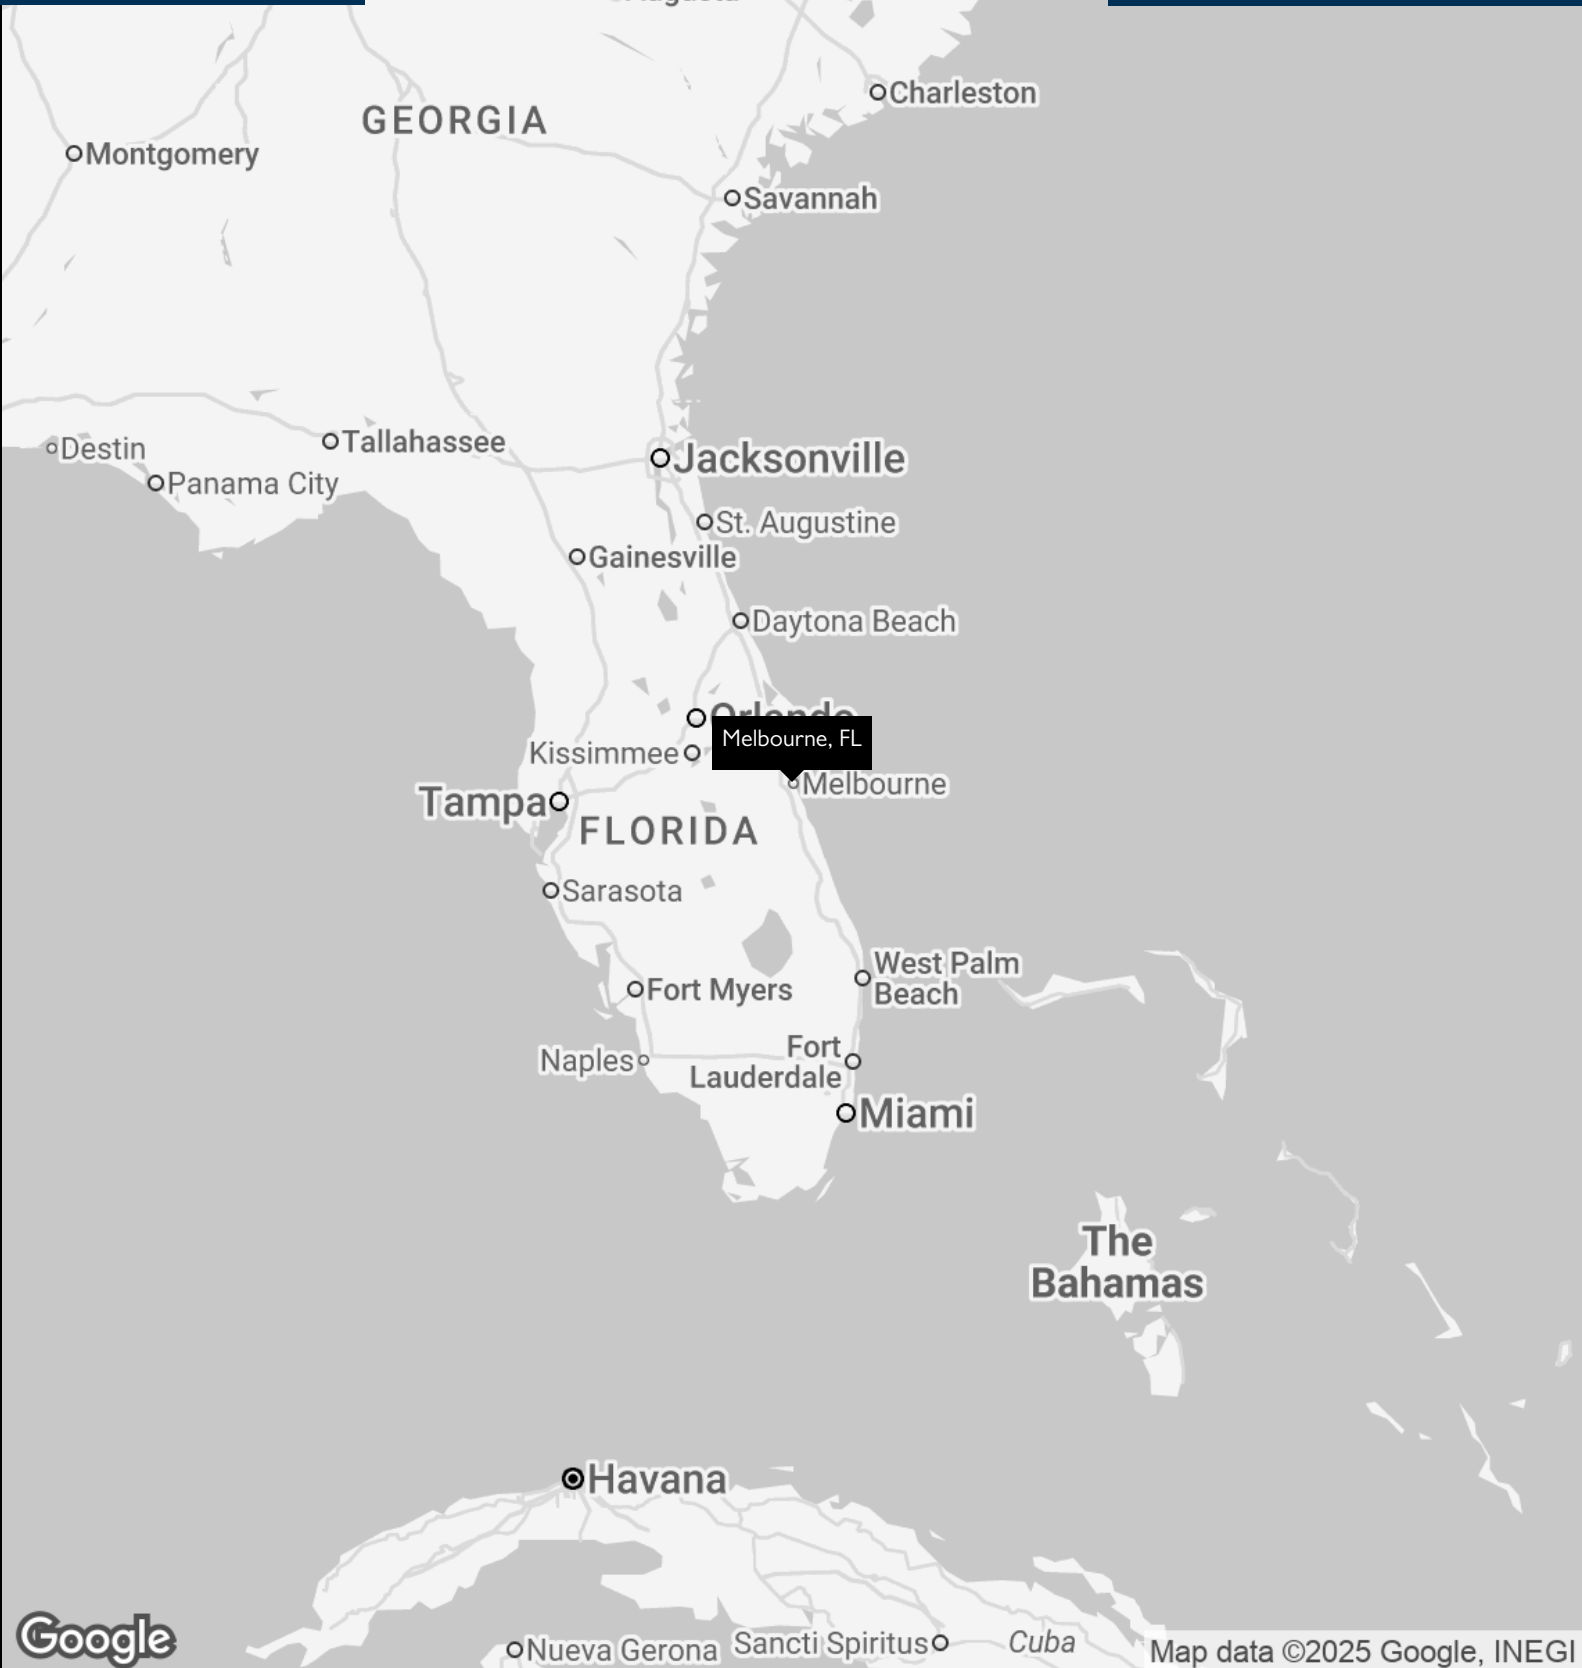 Charleston
GEORGIA
Montgomery
Savannah
Destin
Tallahassee
Jacksonville
Panama City
St. Augustine
Gainesville
Daytona Beach
Orlando
Melbourne, FL
Kissimmee
Melbourne
Tampa
FLORIDA
Sarasota
West Palm
Beach
Fort Myers
Fort
Lauderdale
Naples
Miami
The
Bahamas
Havana
Google
Nueva Gerona
Sancti Spiritus
Cuba
Map data ©2025 Google, INEGI